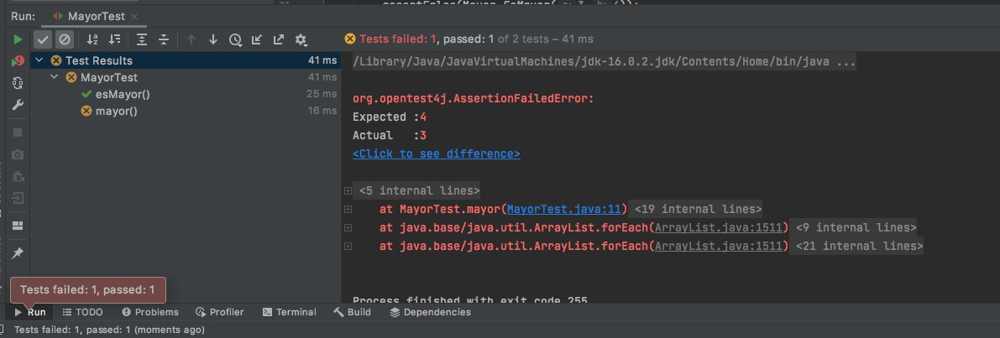 Run: MayorTest
Tests failed: 1, passed: 1 of 2 tests – 41 ms
Test Results 41 ms
MayorTest 41 ms
esMayor() 25 ms
mayor() 16 ms
/Library/Java/JavaVirtualMachines/jdk-16.0.2.jdk/Contents/Home/bin/java ...
org.opentest4j.AssertionFailedError:
Expected :4
Actual :3
<Click to see difference>
<5 internal lines>
at MayorTest.mayor(MayorTest.java:11) <19 internal lines>
at java.base/java.util.ArrayList.forEach(ArrayList.java:1511) <9 internal lines>
at java.base/java.util.ArrayList.forEach(ArrayList.java:1511) <21 internal lines>
Process finished with exit code 255
Tests failed: 1, passed: 1
Run TODO Problems Profiler Terminal Build Dependencies
Tests failed: 1, passed: 1 (moments ago)